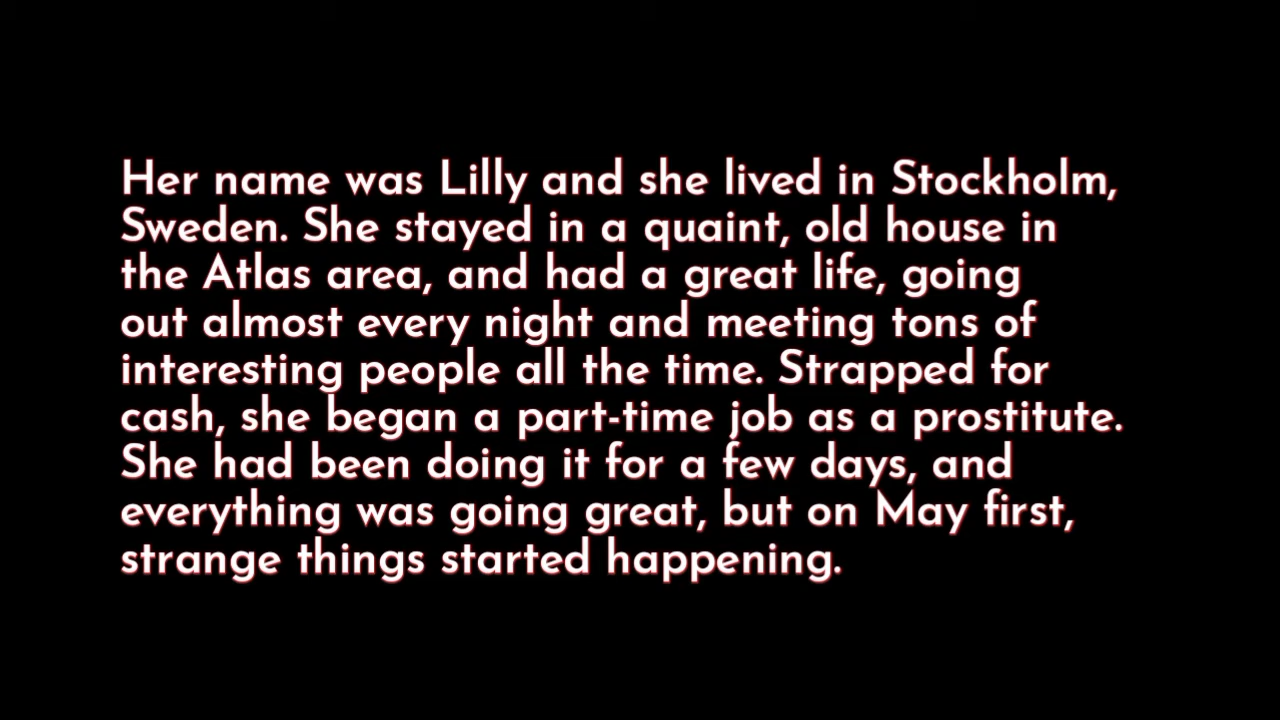 Her name was Lilly and she lived in Stockholm,
Sweden. She stayed in a quaint, old house in
the Atlas area, and had a great life, going
out almost every night and meeting tons of
interesting people all the time. Strapped for
cash, she began a part-time job as a prostitute.
She had been doing it for a few days, and
everything was going great, but on May first,
strange things started happening.